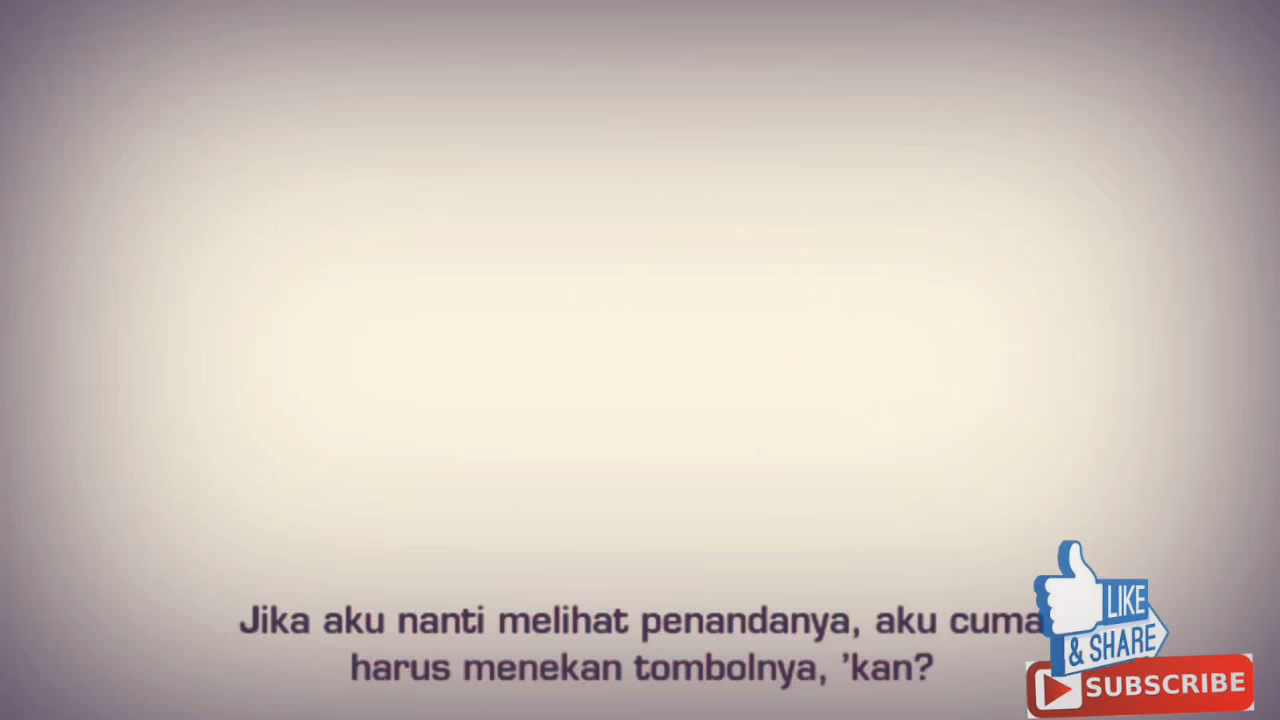 Jika aku nanti melihat penandanya, aku cuma
harus menekan tombolnya, ’kan?
LIKE
& SHARE
SUBSCRIBE